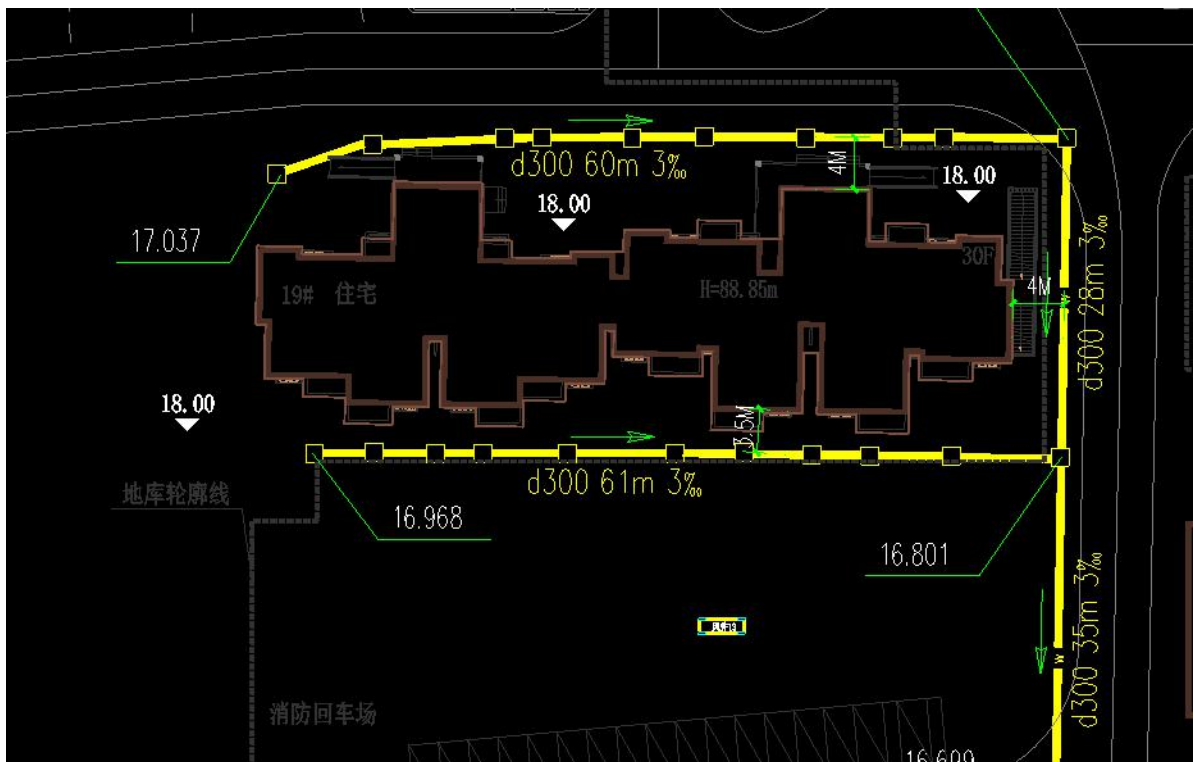 d300 60m 3‰
4M
18.00
18.00
17.037
30F
19# 住宅
H=88.85m
4M
d300 28m 3‰
18.00
3.5M
d300 61m 3‰
地库轮廓线
16.968
16.801
w
d300 35m 3‰
消防回车场
16.699